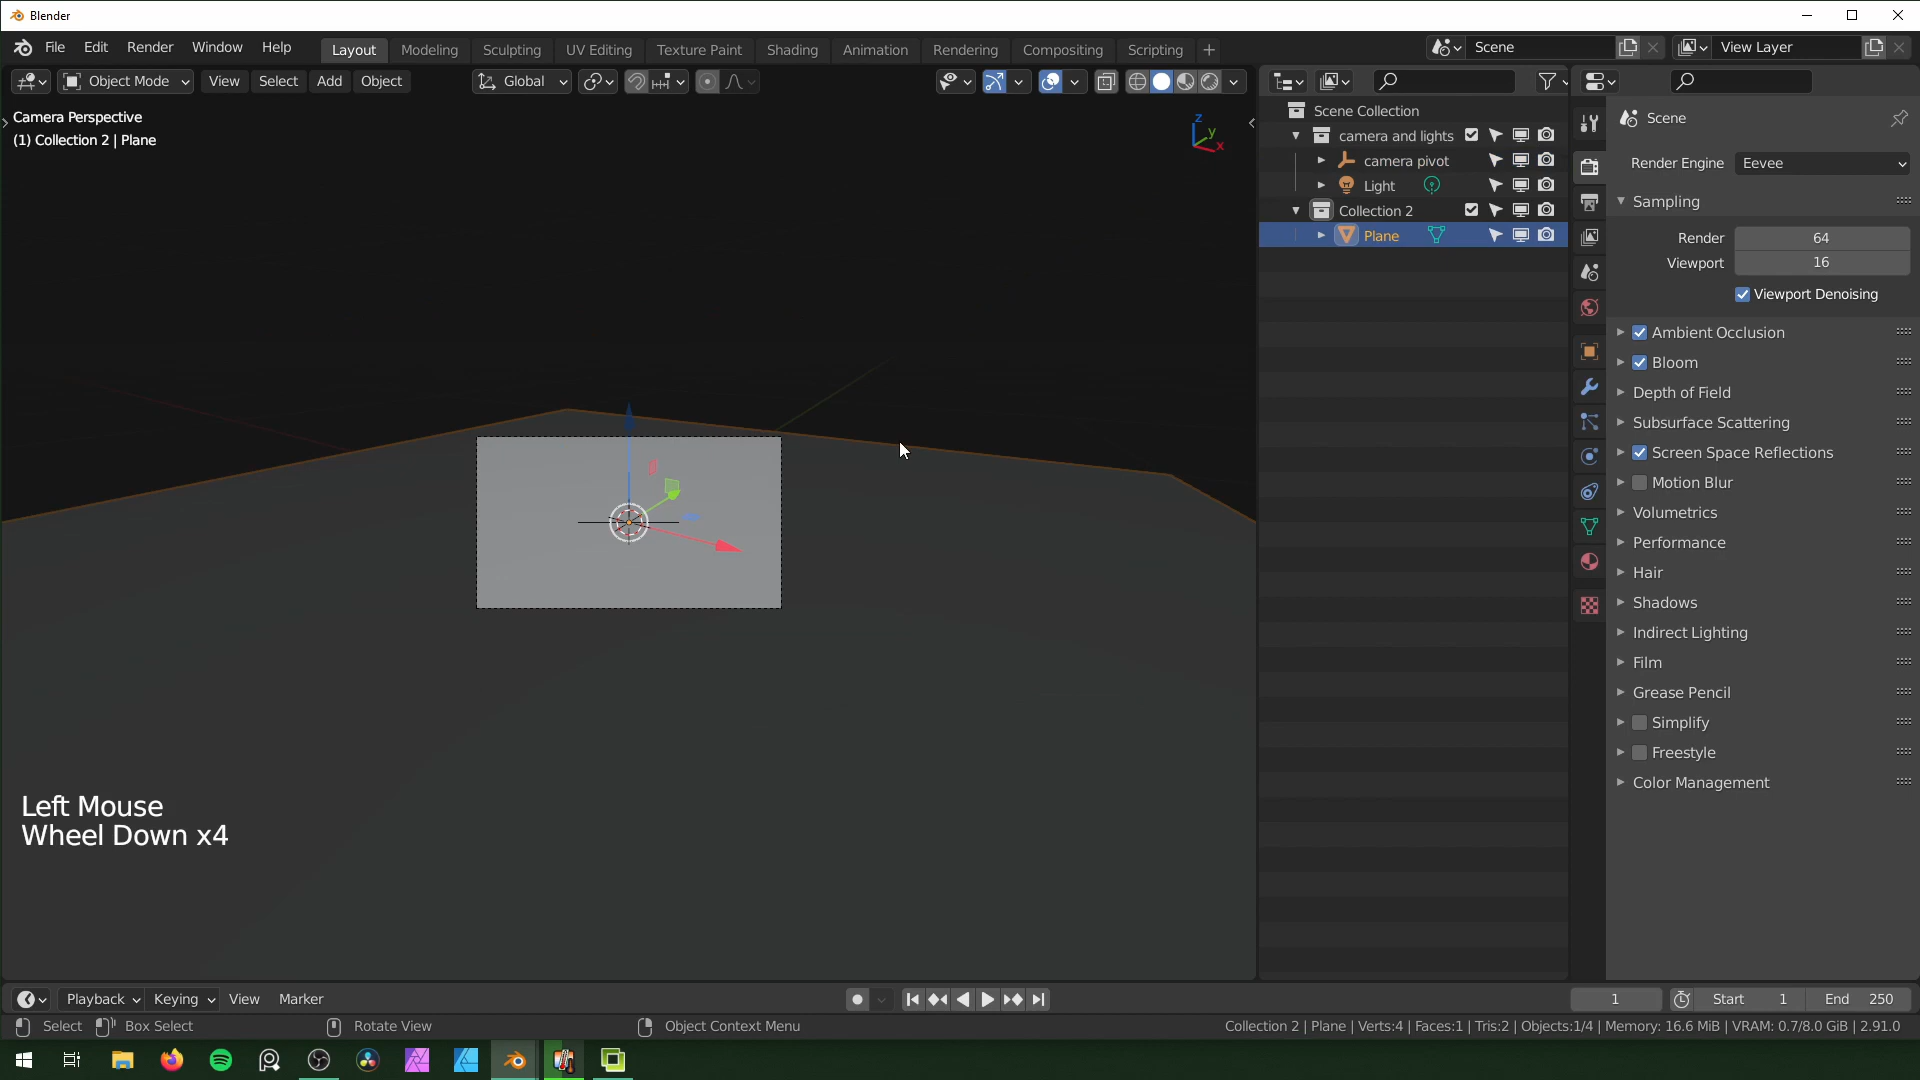 Blender
File Edit Render Window Help Layout Modeling Sculpting UV Editing Texture Paint Shading Animation Rendering Compositing Scripting + Scene View Layer
Object Mode View Select Add Object Global
Camera Perspective
(1) Collection 2 | Plane
Z Y X
Scene Collection
camera and lights
camera pivot
Light
Collection 2
Plane
Scene
Render Engine Eevee
Sampling
Render 64
Viewport 16
Viewport Denoising
Ambient Occlusion
Bloom
Depth of Field
Subsurface Scattering
Screen Space Reflections
Motion Blur
Volumetrics
Performance
Hair
Shadows
Indirect Lighting
Film
Grease Pencil
Simplify
Freestyle
Color Management
Left Mouse
Wheel Down x4
Playback Keying View Marker 1 Start 1 End 250
Select Box Select Rotate View Object Context Menu Collection 2 | Plane | Verts:4 | Faces:1 | Tris:2 | Objects:1/4 | Memory: 16.6 MiB | VRAM: 0.7/8.0 GiB | 2.91.0